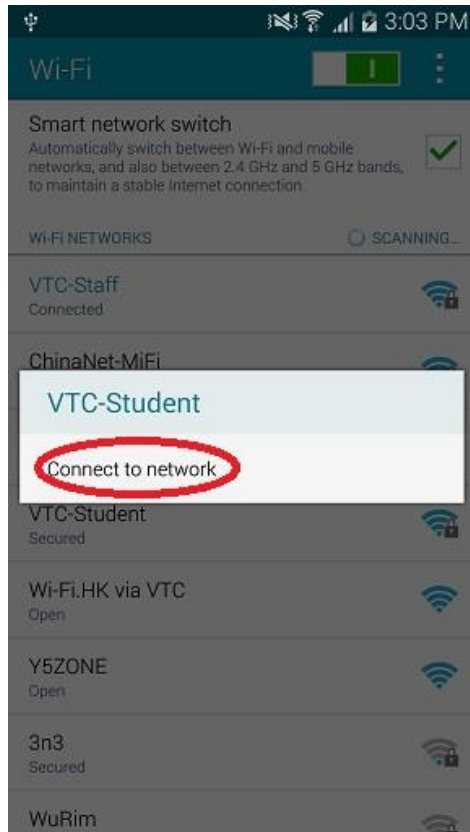 3:03 PM
Wi-Fi
Smart network switch
Automatically switch between Wi-Fi and mobile
networks, and also between 2.4 GHz and 5 GHz bands,
to maintain a stable Internet connection.
Wi-Fi NETWORKS
SCANNING...
VTC-Staff
Connected
ChinaNet-MiFi
VTC-Student
Connect to network
VTC-Student
Secured
Wi-Fi.HK via VTC
Open
Y5ZONE
Open
3n3
Secured
WuRim